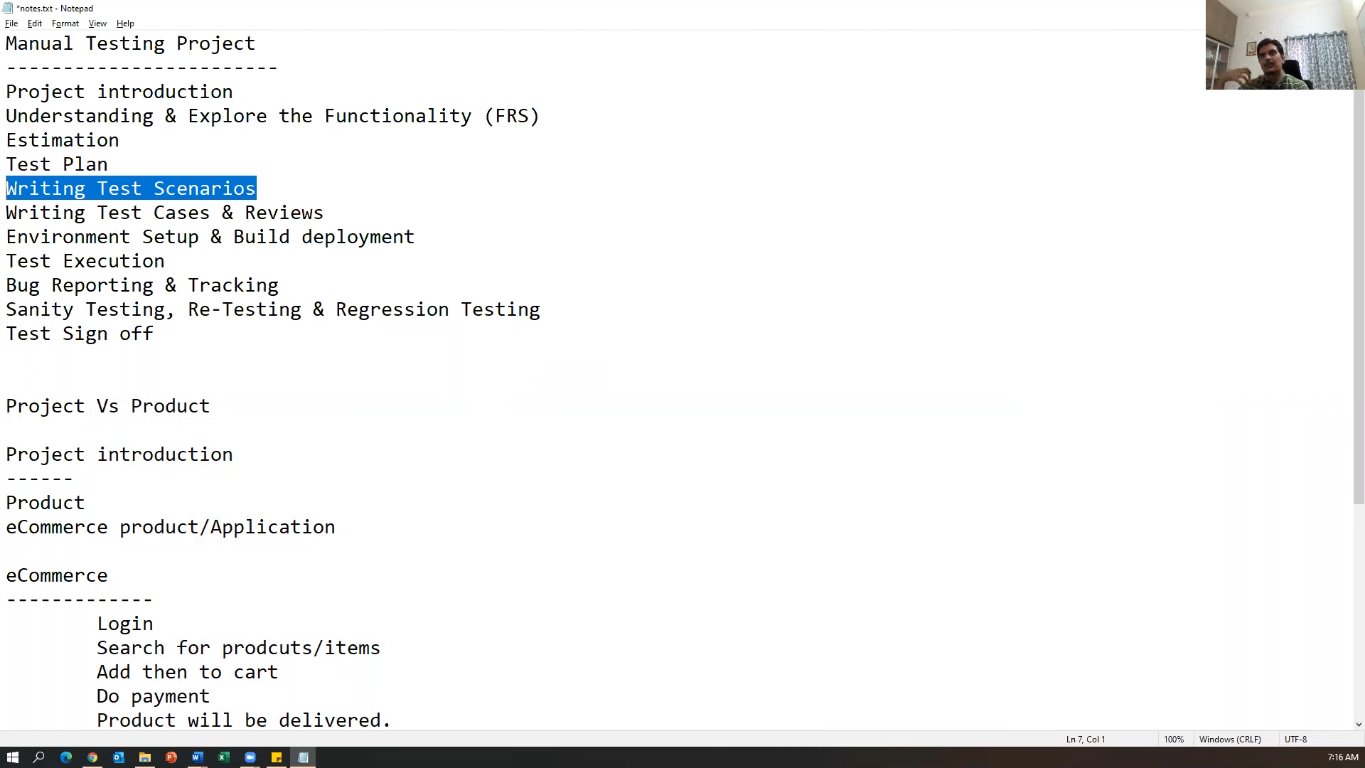 *notes.txt - Notepad
File Edit Format View Help
Manual Testing Project
------------------------
Project introduction
Understanding & Explore the Functionality (FRS)
Estimation
Test Plan
Writing Test Scenarios
Writing Test Cases & Reviews
Environment Setup & Build deployment
Test Execution
Bug Reporting & Tracking
Sanity Testing, Re-Testing & Regression Testing
Test Sign off
Project Vs Product
Project introduction
------
Product
eCommerce product/Application
eCommerce
-------------
Login
Search for prodcuts/items
Add then to cart
Do payment
Product will be delivered.
Ln 7, Col 1 100% Windows (CRLF) UTF-8
7:16 AM